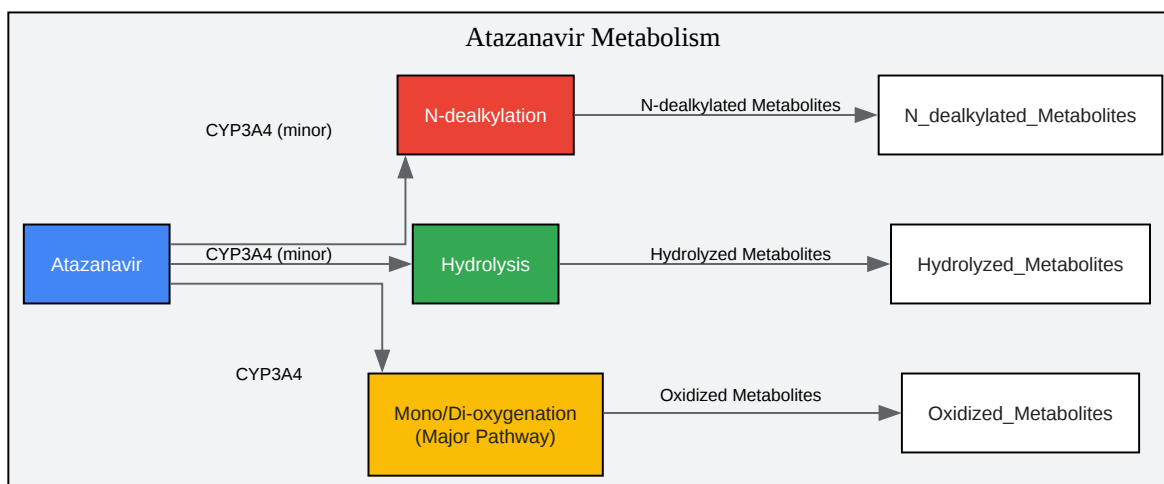 Atazanavir Metabolism
CYP3A4 (minor)
N-dealkylation
N-dealkylated Metabolites
N_dealkylated_Metabolites
Atazanavir
CYP3A4 (minor)
Hydrolysis
Hydrolyzed Metabolites
Hydrolyzed_Metabolites
CYP3A4
Mono/Di-oxygenation
(Major Pathway)
Oxidized Metabolites
Oxidized_Metabolites